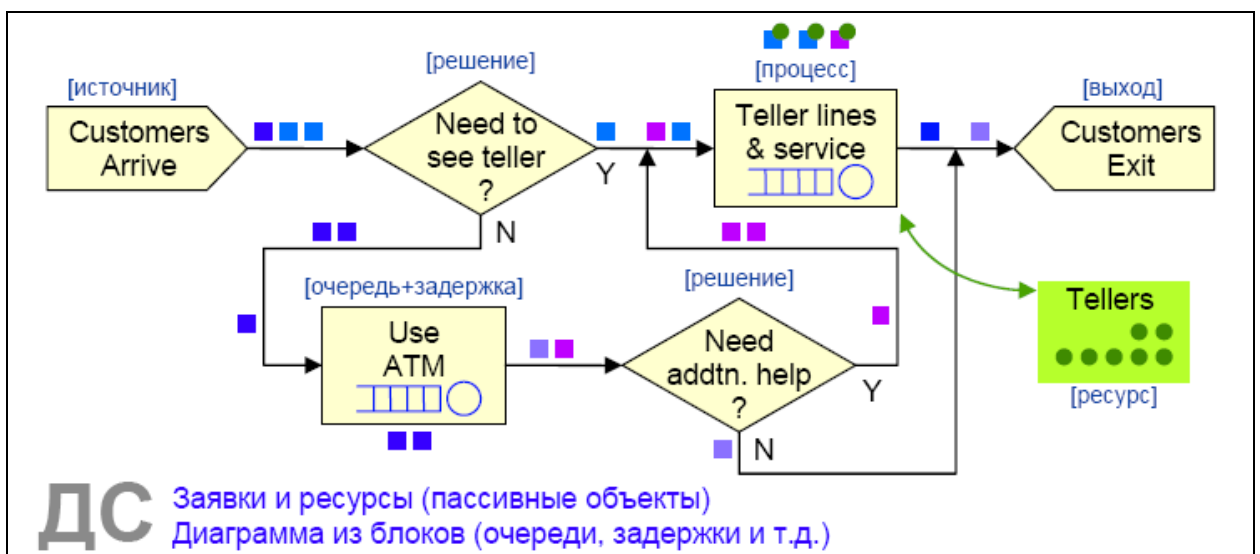 [источник]
Customers
Arrive
[решение]
Need to
see teller
?
Y
N
[процесс]
Teller lines
& service
[выход]
Customers
Exit
[очередь+задержка]
Use
ATM
[решение]
Need
addtn. help
?
Y
N
Tellers
[ресурс]
ДС
Заявки и ресурсы (пассивные объекты)
Диаграмма из блоков (очереди, задержки и т.д.)